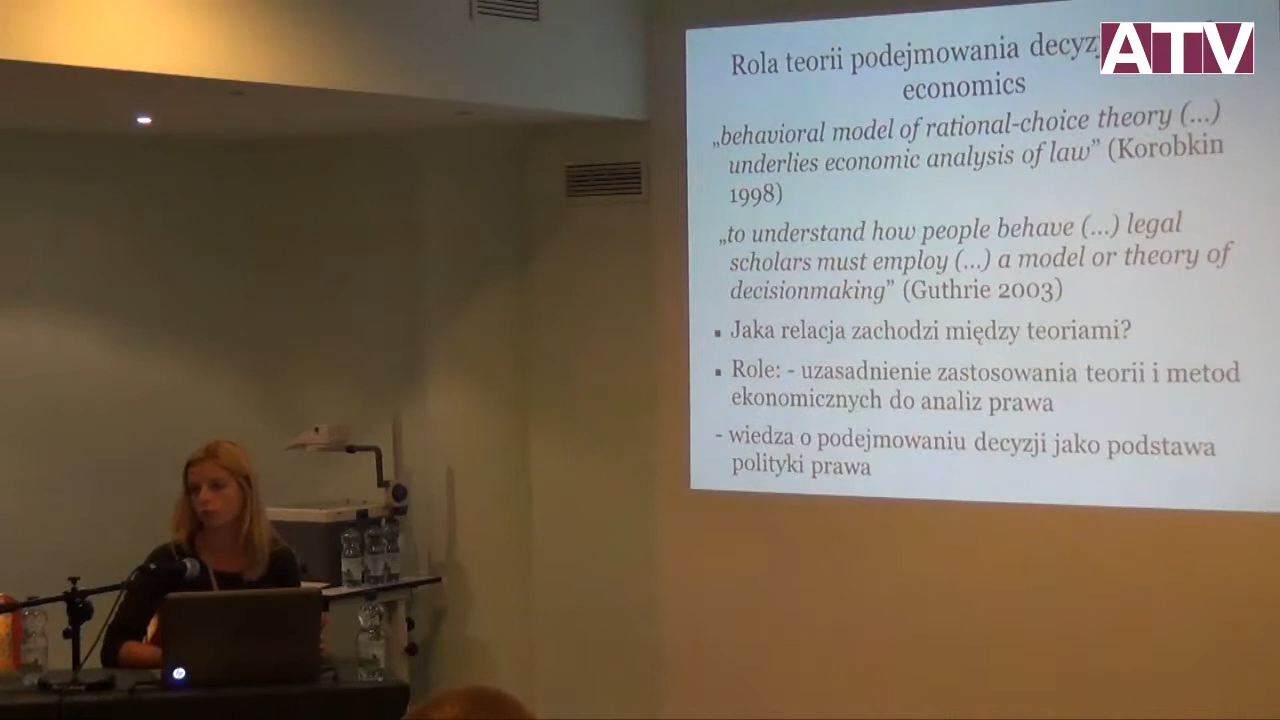 ATV
Rola teorii podejmowania decyz
economics
„behavioral model of rational-choice theory (...)
underlies economic analysis of law” (Korobkin
1998)
„to understand how people behave (...) legal
scholars must employ (...) a model or theory of
decisionmaking” (Guthrie 2003)
▪ Jaka relacja zachodzi między teoriami?
▪ Role: - uzasadnienie zastosowania teorii i metod
ekonomicznych do analiz prawa
- wiedza o podejmowaniu decyzji jako podstawa
polityki prawa
hp